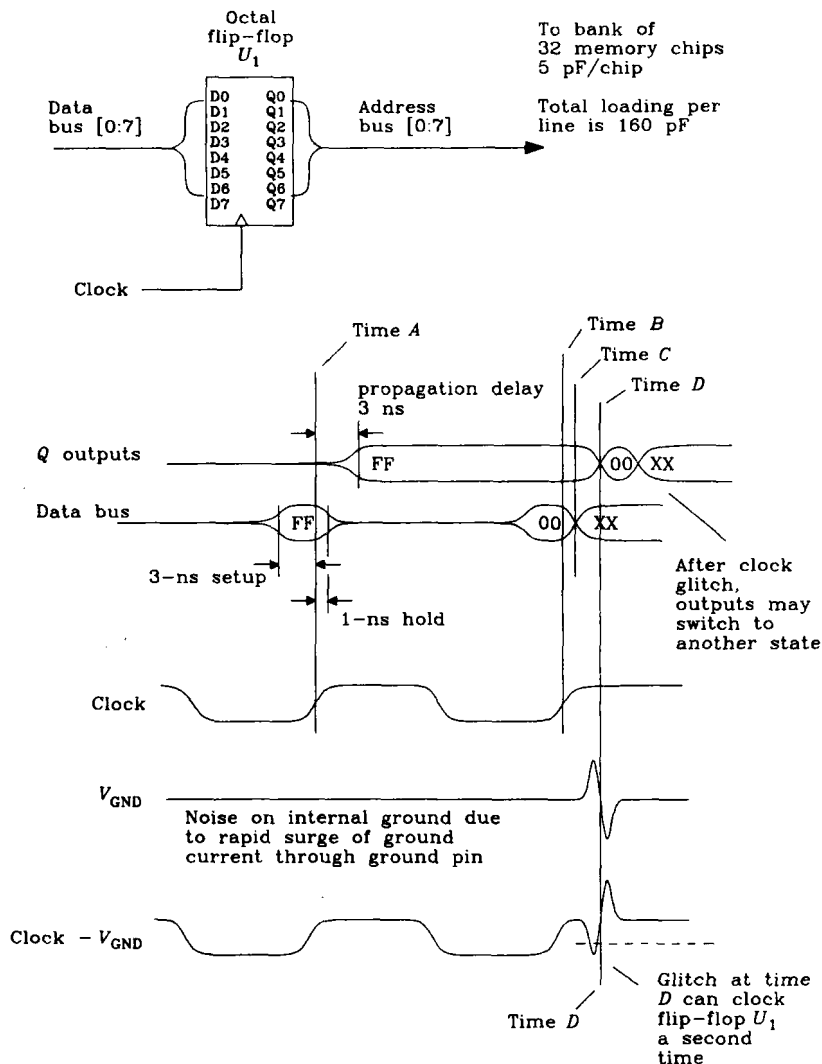 Octal
flip-flop
U1
To bank of
32 memory chips
5 pF/chip
Total loading per
line is 160 pF
Data
bus [0:7]
D0 Q0
D1 Q1
D2 Q2
D3 Q3
D4 Q4
D5 Q5
D6 Q6
D7 Q7
Address
bus [0:7]
Clock
Time A
Time B
Time C
Time D
propagation delay
3 ns
Q outputs
FF
00
XX
Data bus
FF
00
XX
3-ns setup
1-ns hold
After clock
glitch,
outputs may
switch to
another state
Clock
VGND
Noise on internal ground due
to rapid surge of ground
current through ground pin
Clock - VGND
Time D
Glitch at time
D can clock
flip-flop U1
a second
time